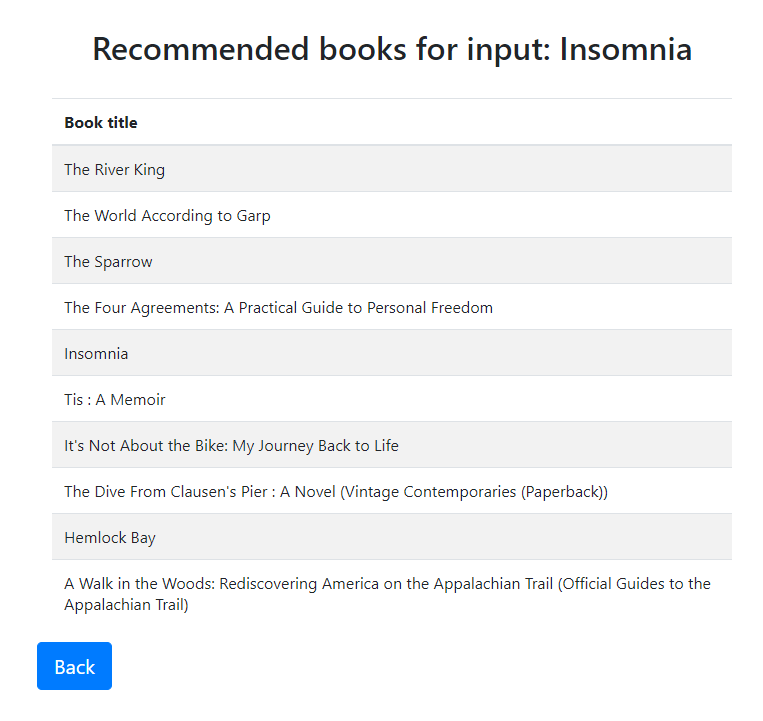 Recommended books for input: Insomnia
Book title
The River King
The World According to Garp
The Sparrow
The Four Agreements: A Practical Guide to Personal Freedom
Insomnia
Tis : A Memoir
It's Not About the Bike: My Journey Back to Life
The Dive From Clausen's Pier : A Novel (Vintage Contemporaries (Paperback))
Hemlock Bay
A Walk in the Woods: Rediscovering America on the Appalachian Trail (Official Guides to the
Appalachian Trail)
Back